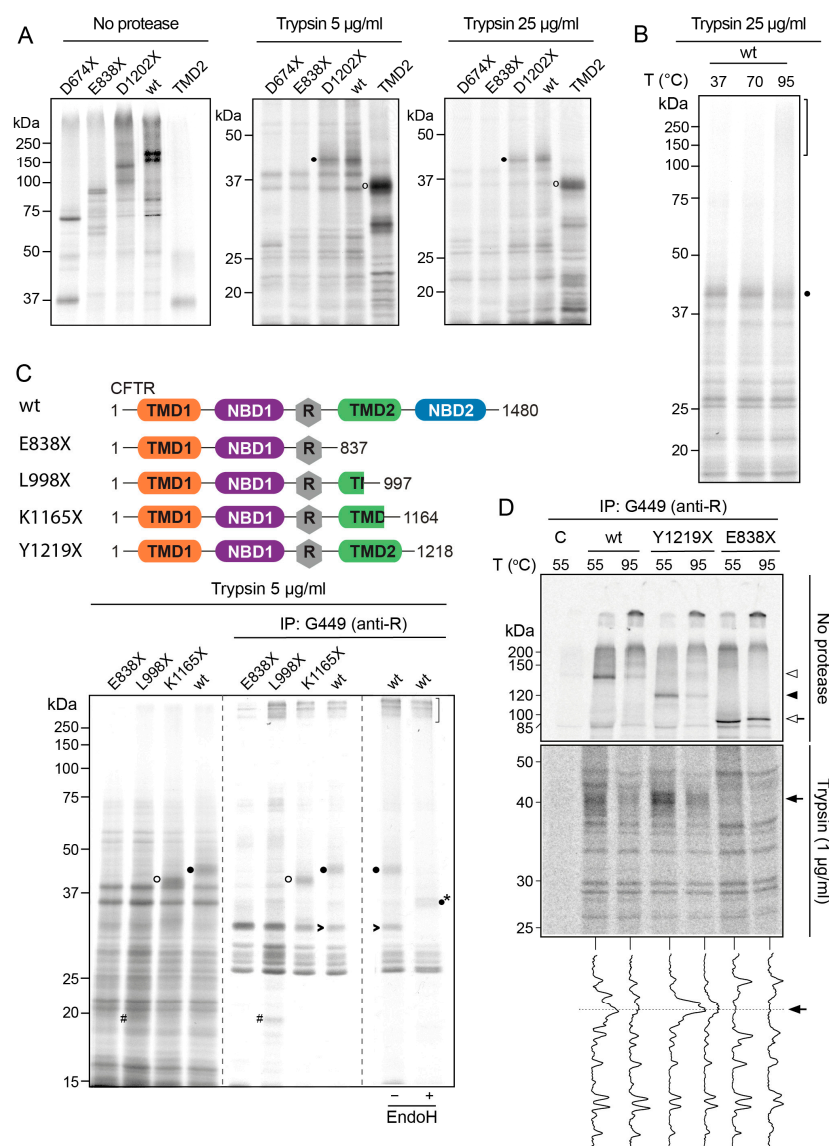 A
No protease
Trypsin 5 µg/ml
Trypsin 25 µg/ml
D674X E838X D1202X wt TMD2
D674X E838X D1202X wt TMD2
D674X E838X D1202X wt TMD2
kDa
250
150
100
75
50
37
kDa
50
37
25
20
kDa
50
37
25
20
B
Trypsin 25 µg/ml
wt
T (°C) 37 70 95
kDa
250
150
100
50
37
25
20
C
CFTR
wt 1 TMD1 NBD1 R TMD2 NBD2 1480
E838X 1 TMD1 NBD1 R 837
L998X 1 TMD1 NBD1 R 997
K1165X 1 TMD1 NBD1 R TMD 1164
Y1219X 1 TMD1 NBD1 R TMD2 1218
Trypsin 5 µg/ml
IP: G449 (anti-R)
E838X L998X K1165X wt E838X L998X K1165X wt wt wt
kDa
250
150
100
75
50
37
25
20
15
# #
> >
*
− +
EndoH
D
IP: G449 (anti-R)
C wt Y1219X E838X
T (°C) 55 55 95 55 95 55 95
kDa
200
150
120
100
85
No protease
50
40
30
25
Trypsin (1 µg/ml)